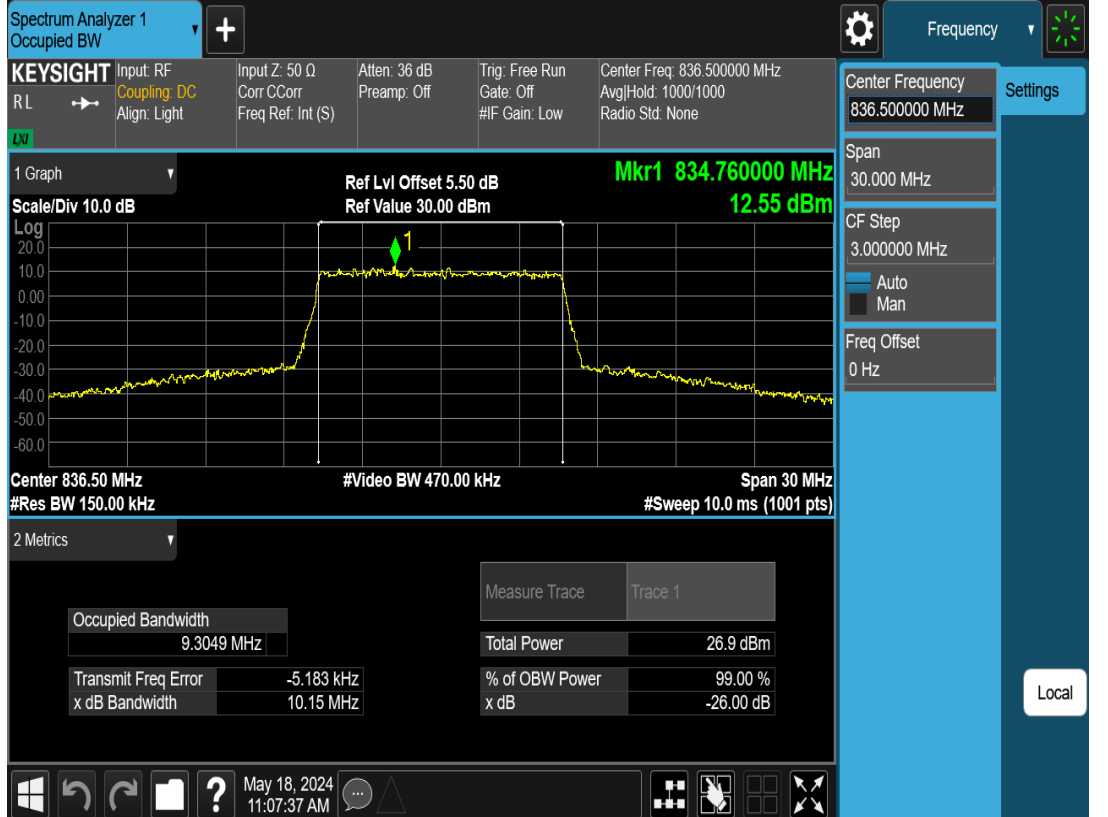 Spectrum Analyzer 1
Occupied BW
+
Frequency
KEYSIGHT
R L
LXI
Input: RF
Coupling: DC
Align: Light
Input Z: 50 Ω
Corr CCorr
Freq Ref: Int (S)
Atten: 36 dB
Preamp: Off
Trig: Free Run
Gate: Off
#IF Gain: Low
Center Freq: 836.500000 MHz
Avg|Hold: 1000/1000
Radio Std: None
Center Frequency
836.500000 MHz
Settings
Span
30.000 MHz
CF Step
3.000000 MHz
Auto
Man
Freq Offset
0 Hz
Local
1 Graph
Scale/Div 10.0 dB
Ref Lvl Offset 5.50 dB
Ref Value 30.00 dBm
Mkr1 834.760000 MHz
12.55 dBm
Log
1
20.0
10.0
0.00
-10.0
-20.0
-30.0
-40.0
-50.0
-60.0
Center 836.50 MHz
#Video BW 470.00 kHz
Span 30 MHz
#Res BW 150.00 kHz
#Sweep 10.0 ms (1001 pts)
2 Metrics
Measure Trace Trace 1
Occupied Bandwidth
9.3049 MHz
Total Power 26.9 dBm
Transmit Freq Error -5.183 kHz
% of OBW Power 99.00 %
x dB Bandwidth 10.15 MHz
x dB -26.00 dB
?
May 18, 2024
11:07:37 AM